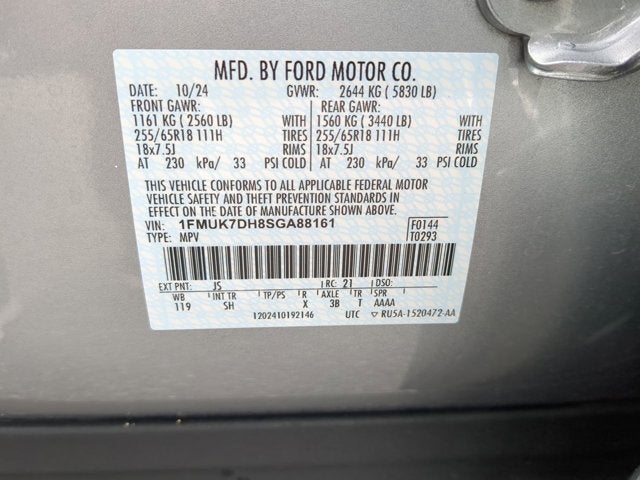 MFD. BY FORD MOTOR CO.
DATE: 10/24 GVWR: 2644 KG ( 5830 LB)
FRONT GAWR: REAR GAWR:
1161 KG ( 2560 LB) WITH 1560 KG ( 3440 LB) WITH
255/65R18 111H TIRES 255/65R18 111H TIRES
18x7.5J RIMS 18x7.5J RIMS
AT 230 kPa/ 33 PSI COLD AT 230 kPa/ 33 PSI COLD
THIS VEHICLE CONFORMS TO ALL APPLICABLE FEDERAL MOTOR
VEHICLE SAFETY AND THEFT PREVENTION STANDARDS IN
EFFECT ON THE DATE OF MANUFACTURE SHOWN ABOVE.
VIN: 1FMUK7DH8SGA88161 F0144
TYPE: MPV T0293
EXT PNT: JS RC: 21 DSO:
WB INT TR TP/PS R AXLE TR SPR
119 SH X 3B T AAAA
1202410192146 UTC ▽ RU5A-1520472-AA